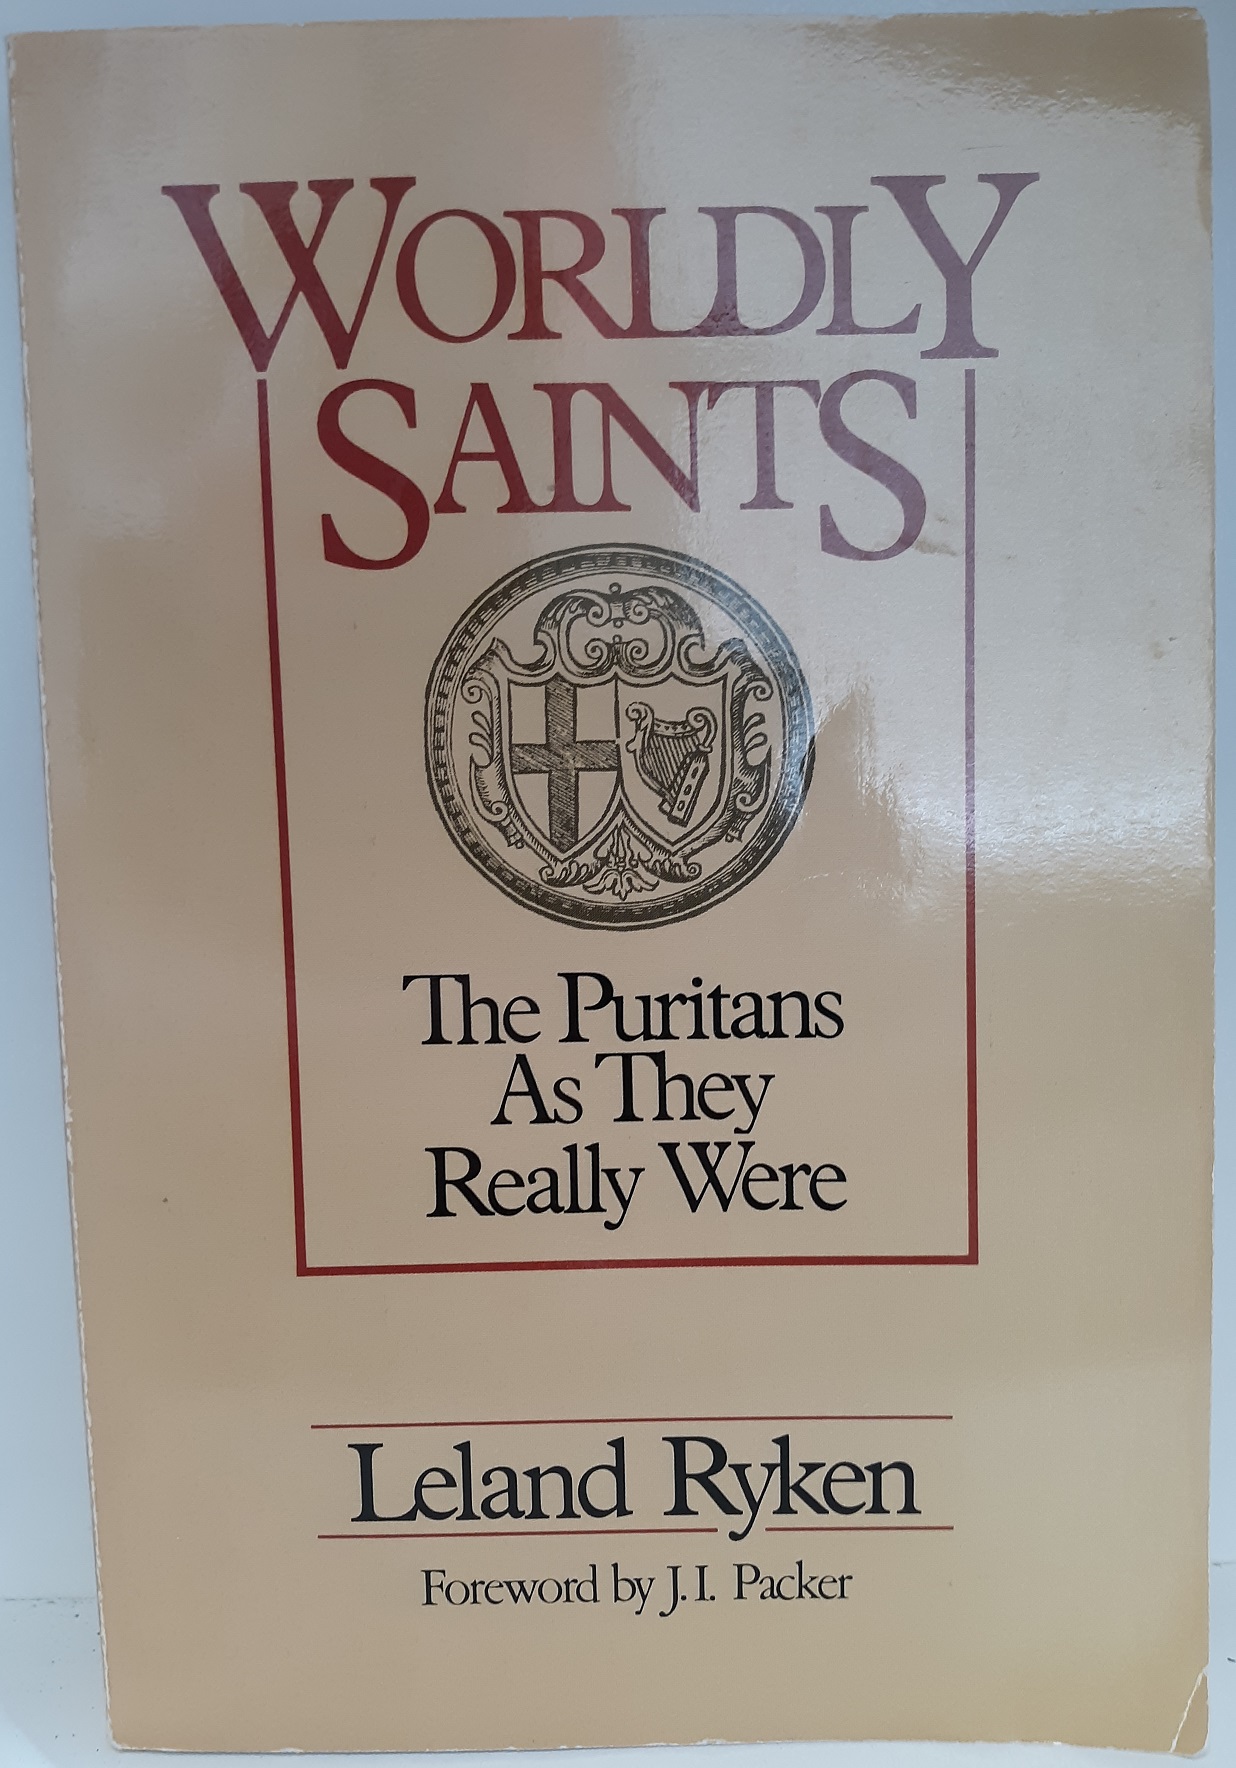 WORLDLY
SAINTS
The Puritans
As They
Really Were
Leland Ryken
Foreword by J.I. Packer